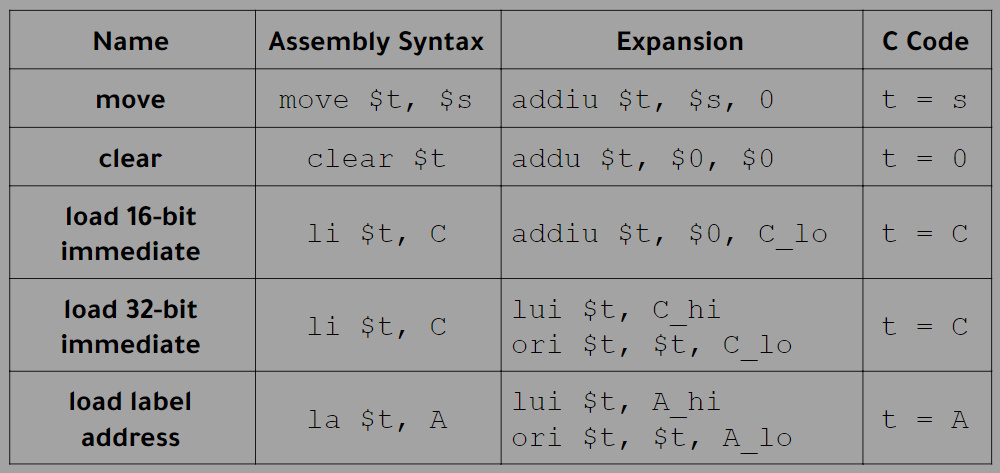 Name Assembly Syntax Expansion C Code
move move $t, $s addiu $t, $s, 0 t = s
clear clear $t addu $t, $0, $0 t = 0
load 16-bit
immediate
li $t, C addiu $t, $0, C_lo t = C
load 32-bit
immediate
li $t, C
lui $t, C_hi
ori $t, $t, C_lo
t = C
load label
address
la $t, A
lui $t, A_hi
ori $t, $t, A_lo
t = A